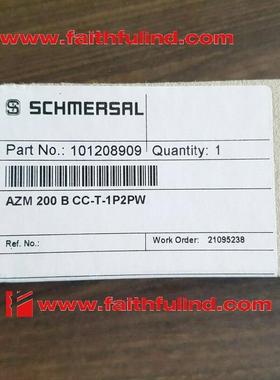 www.faithfulind.com
S SCHMERSAL
Part No.: 101208909 Quantity: 1
AZM 200 B CC-T-1P2PW
Ref. No.: Work Order: 21095238
www.faithfulind.com